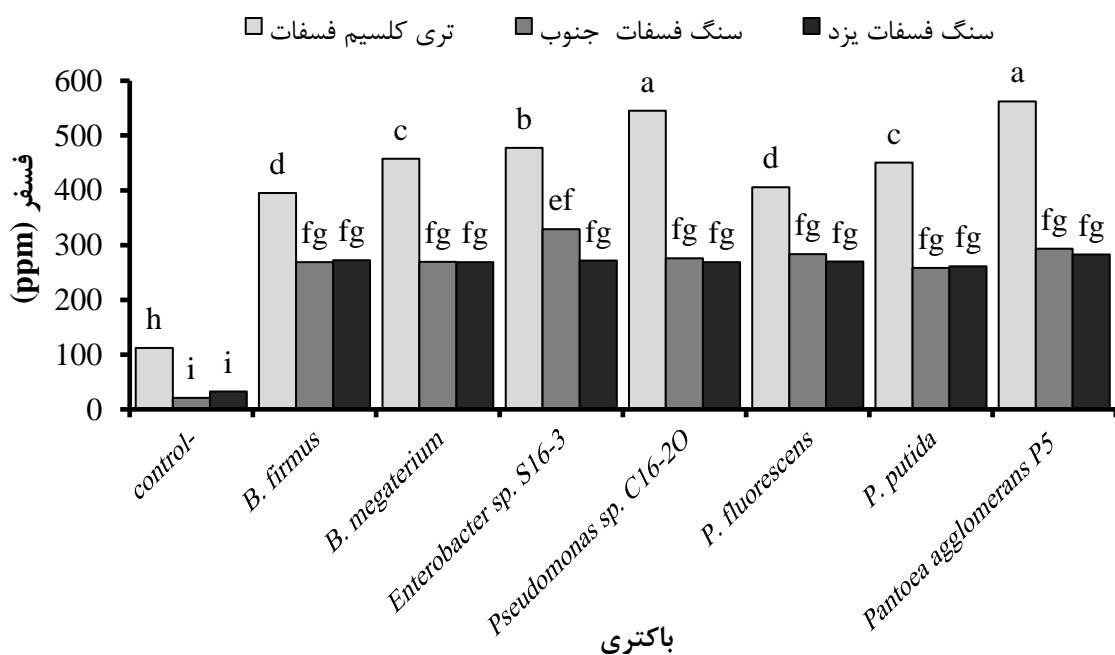 تری کلسیم فسفات سنگ فسفات جنوب سنگ فسفات یزد
فسفر (ppm)
600
500
400
300
200
100
0
a
a
b
c
c
d
d
ef
fg fg
fg fg
fg
fg fg
fg fg
fg fg
fg fg
h
i
i
control-
B. firmus
B. megaterium
Enterobacter sp. S16-3
Pseudomonas sp. C16-2O
P. fluorescens
P. putida
Pantoea agglomerans P5
باکتری